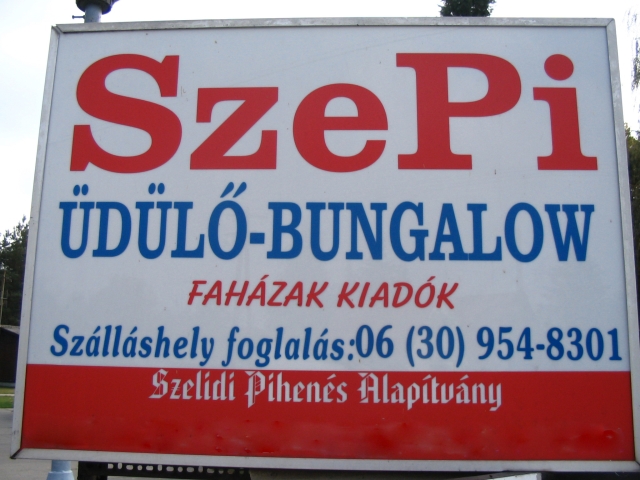 SzePi
ÜDÜLŐ-BUNGALOW
FAHÁZAK KIADÓK
Szálláshely foglalás:06 (30) 954-8301
Szelidi Pihenés Alapítvány